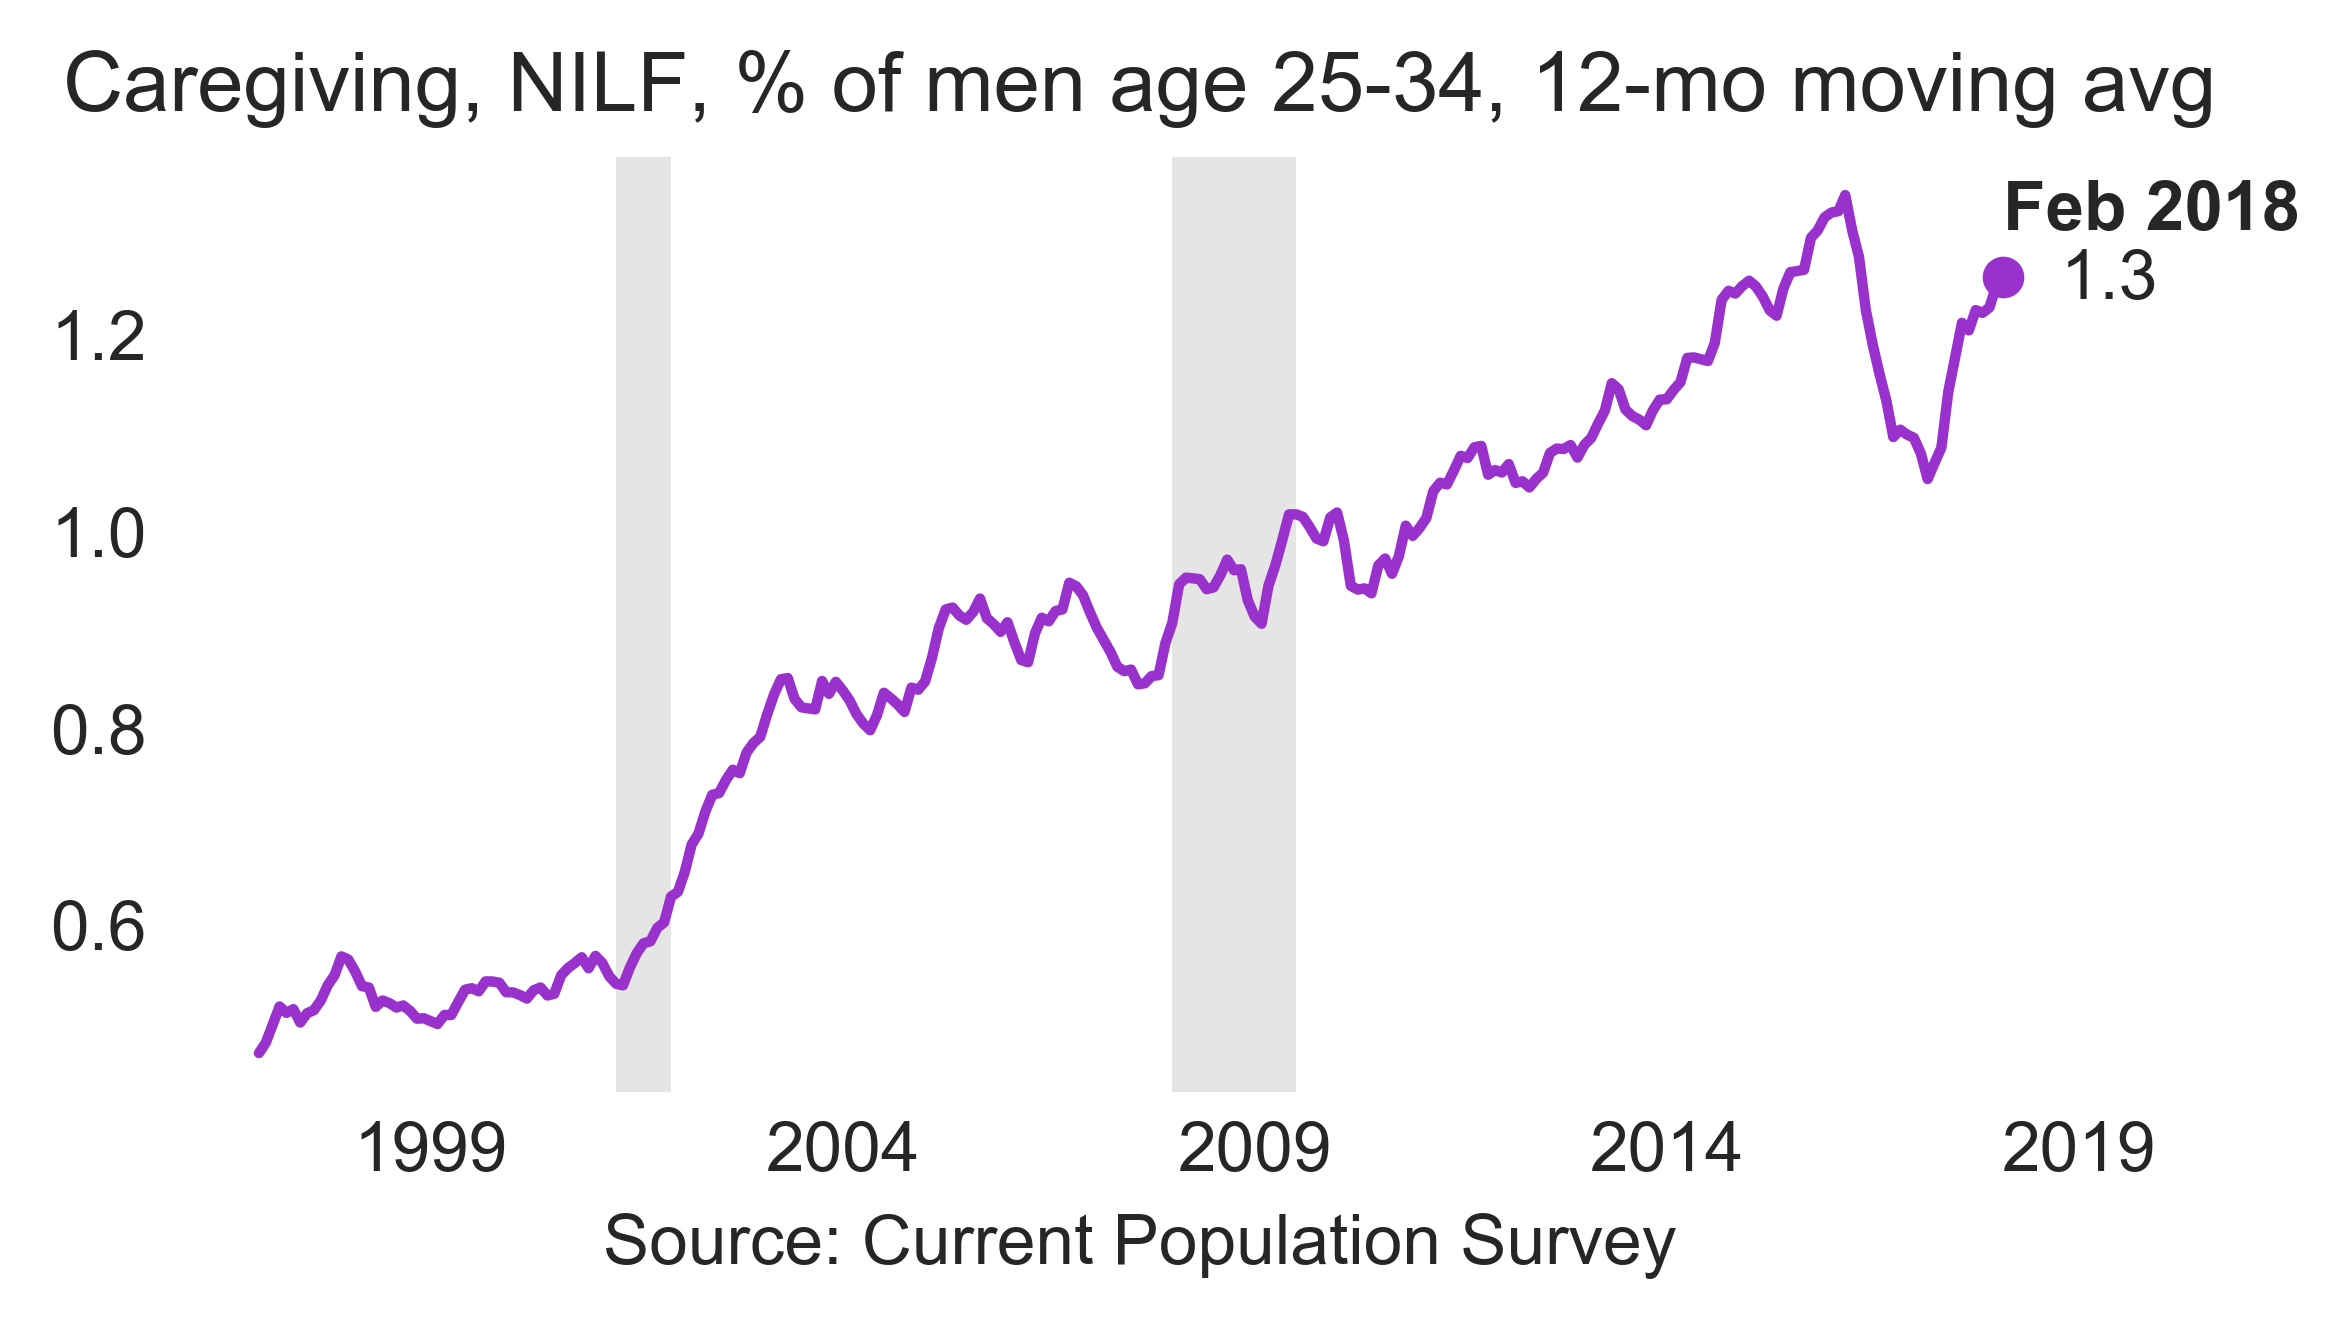 Caregiving, NILF, % of men age 25-34, 12-mo moving avg
Feb 2018
1.3
1.2
1.0
0.8
0.6
1999 2004 2009 2014 2019
Source: Current Population Survey